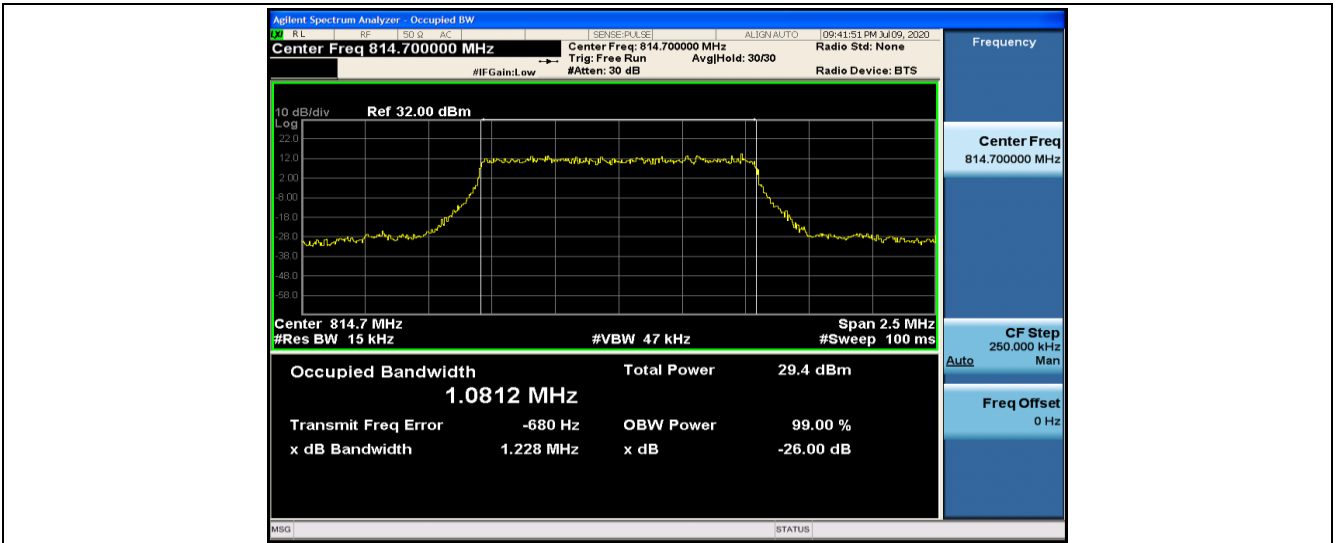 Agilent Spectrum Analyzer - Occupied BW
LXI RL RF 50 Ω AC SENSE:PULSE ALIGN AUTO 09:41:51 PM Jul 09, 2020
Center Freq 814.700000 MHz
Center Freq: 814.700000 MHz
Radio Std: None
Trig: Free Run Avg|Hold: 30/30
#IFGain:Low
#Atten: 30 dB
Radio Device: BTS
10 dB/div Ref 32.00 dBm
Log
22.0
12.0
2.00
-8.00
-18.0
-28.0
-38.0
-48.0
-58.0
Center 814.7 MHz
Span 2.5 MHz
#Res BW 15 kHz
#VBW 47 kHz
#Sweep 100 ms
Occupied Bandwidth
Total Power 29.4 dBm
1.0812 MHz
Transmit Freq Error -680 Hz
OBW Power 99.00 %
x dB Bandwidth 1.228 MHz
x dB -26.00 dB
Frequency
Center Freq
814.700000 MHz
CF Step
250.000 kHz
Auto Man
Freq Offset
0 Hz
MSG
STATUS